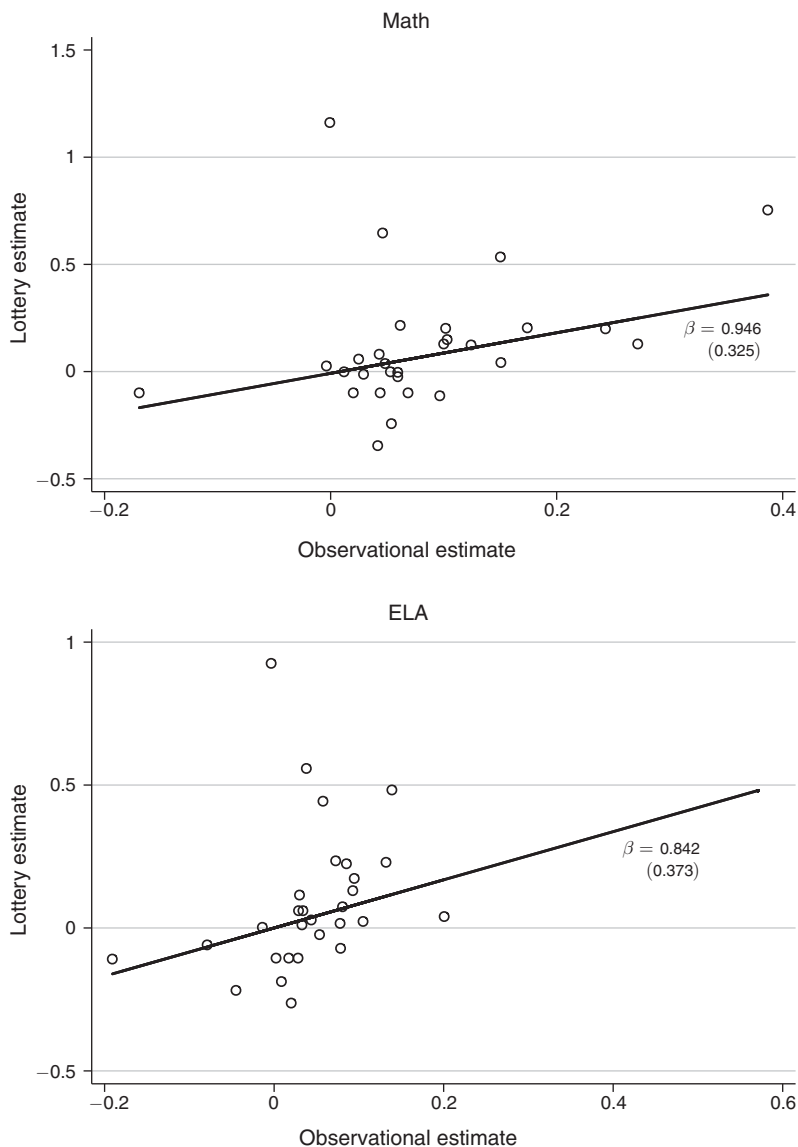 Math
1.5
1
0.5
0
−0.5
Lottery estimate
β = 0.946
(0.325)
−0.2
0
0.2
0.4
Observational estimate
ELA
1
0.5
0
−0.5
Lottery estimate
β = 0.842
(0.373)
−0.2
0
0.2
0.4
0.6
Observational estimate